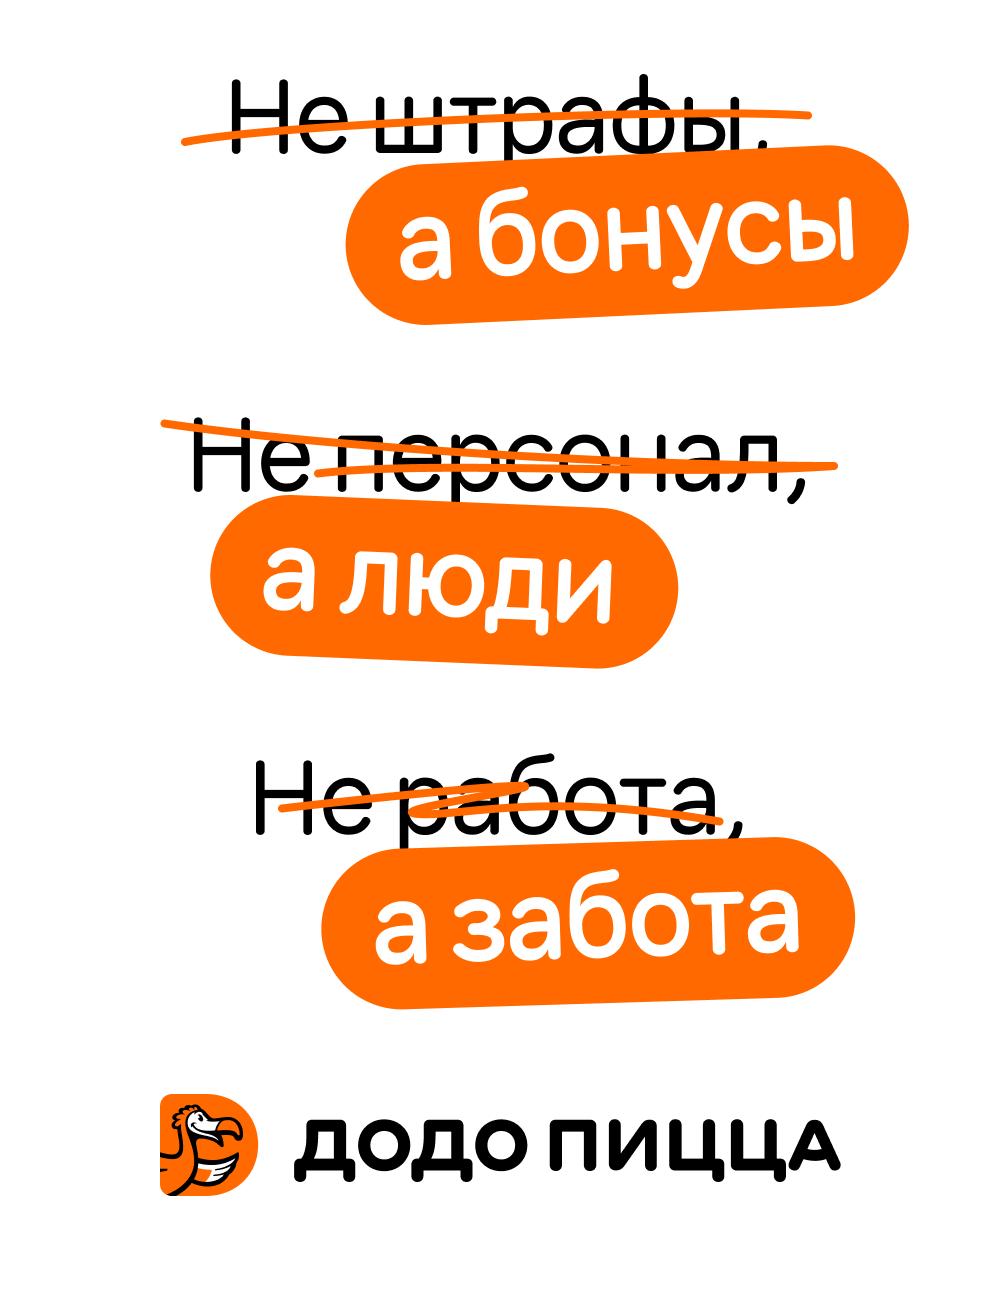 Не штрафы,
а бонусы
Не персонал,
а люди
Не работа,
а забота
ДОДО ПИЦЦА